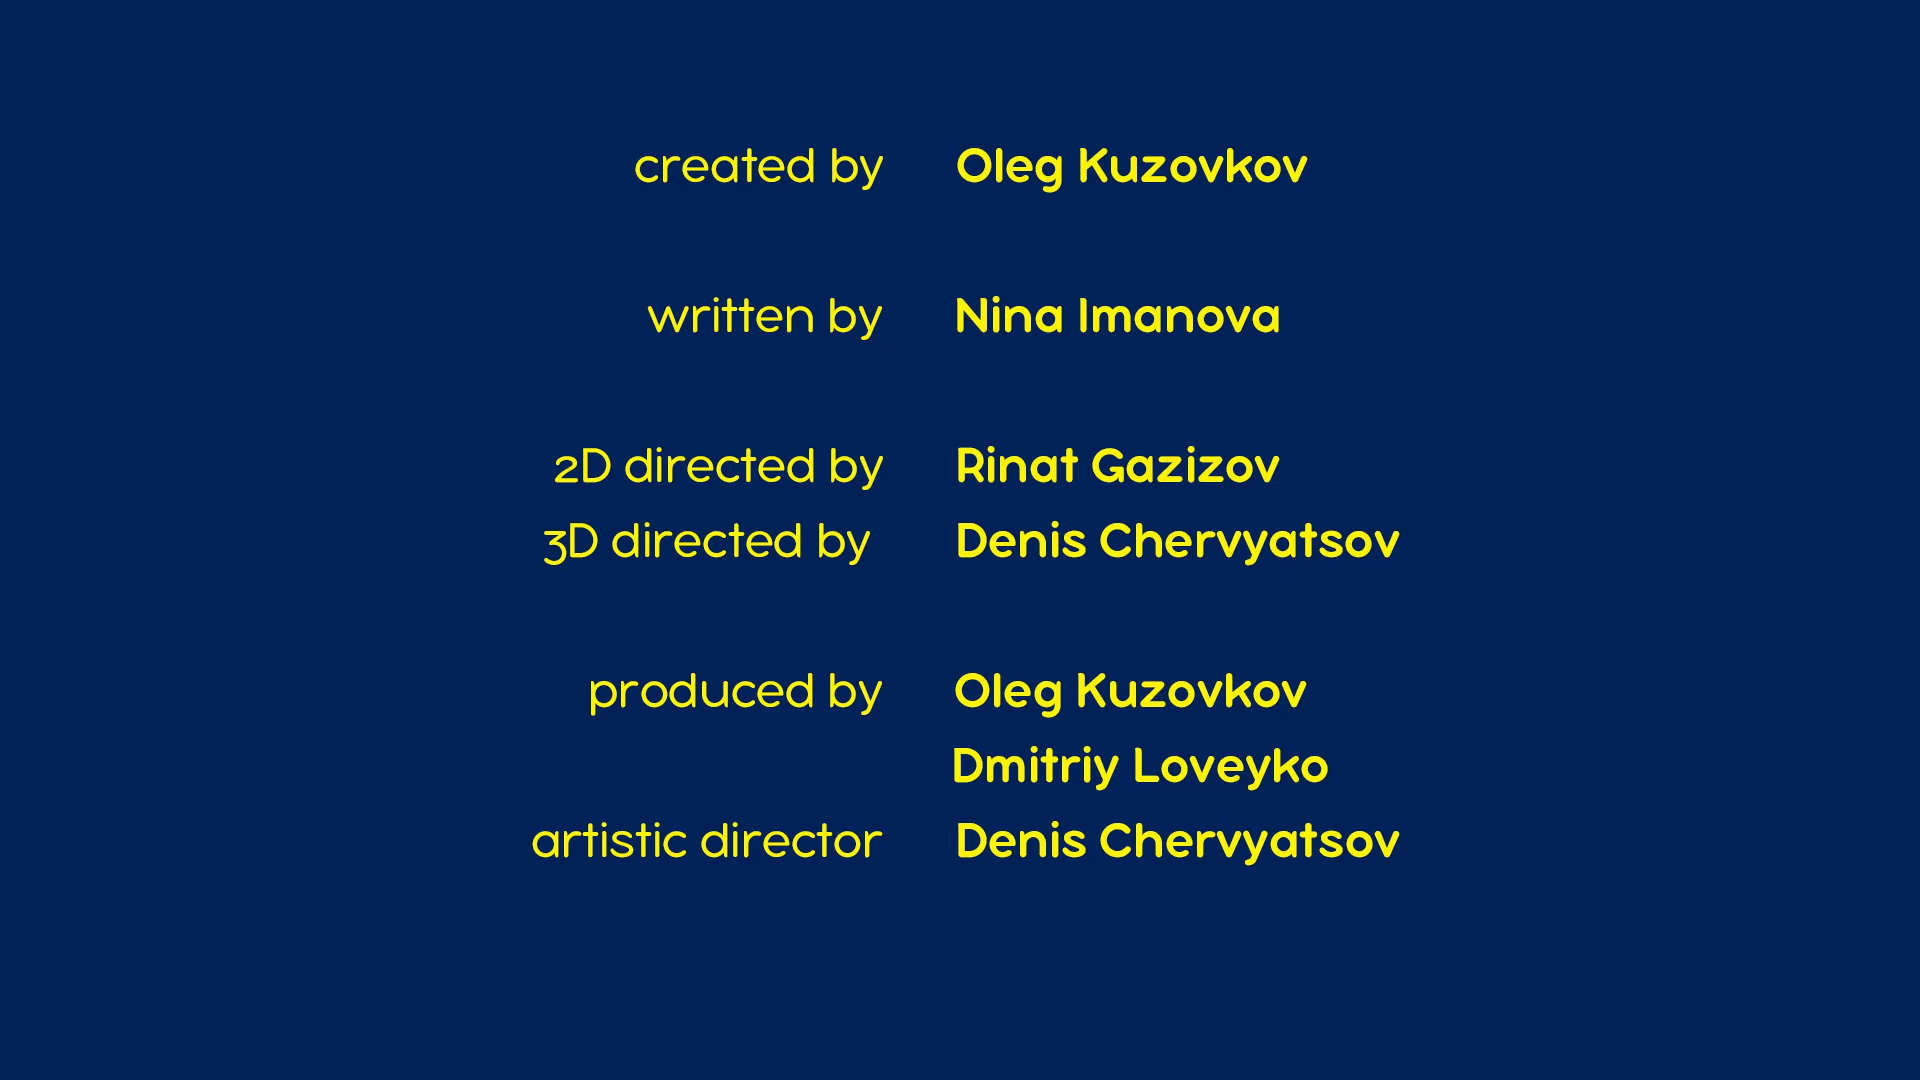 created by Oleg Kuzovkov
written by Nina Imanova
2D directed by Rinat Gazizov
3D directed by Denis Chervyatsov
produced by Oleg Kuzovkov
Dmitriy Loveyko
artistic director Denis Chervyatsov